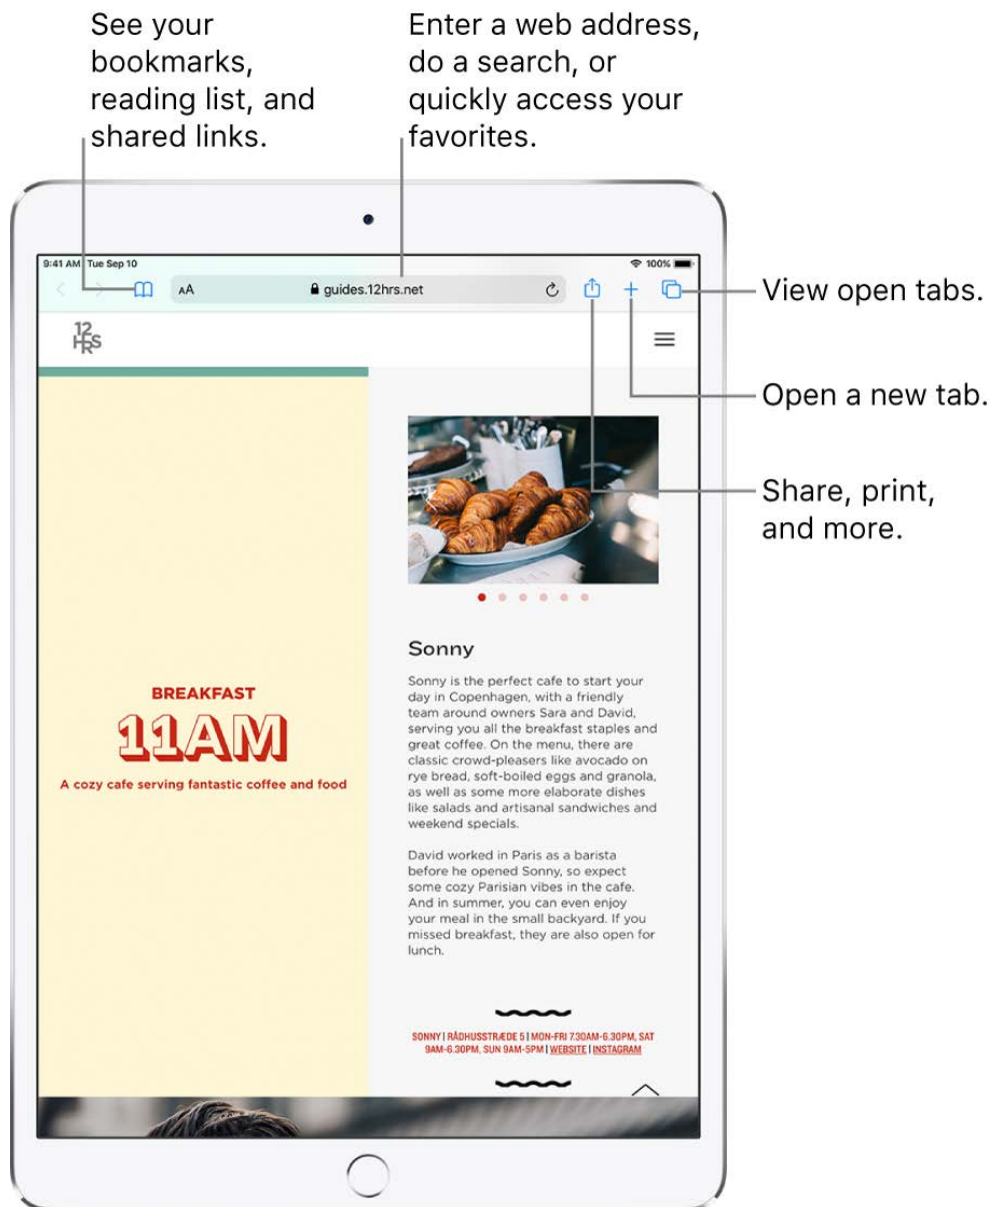 See your
bookmarks,
reading list, and
shared links.
Enter a web address,
do a search, or
quickly access your
favorites.
9:41 AM Tue Sep 10
100%
AA
guides.12hrs.net
View open tabs.
12
HRS
Open a new tab.
Share, print,
and more.
BREAKFAST
11AM
A cozy cafe serving fantastic coffee and food
Sonny
Sonny is the perfect cafe to start your
day in Copenhagen, with a friendly
team around owners Sara and David,
serving you all the breakfast staples and
great coffee. On the menu, there are
classic crowd-pleasers like avocado on
rye bread, soft-boiled eggs and granola,
as well as some more elaborate dishes
like salads and artisanal sandwiches and
weekend specials.
David worked in Paris as a barista
before he opened Sonny, so expect
some cozy Parisian vibes in the cafe.
And in summer, you can even enjoy
your meal in the small backyard. If you
missed breakfast, they are also open for
lunch.
SONNY | RÅDHUSSTRÆDE 5 | MON-FRI 7.30AM-6.30PM, SAT
9AM-6.30PM, SUN 9AM-5PM | WEBSITE | INSTAGRAM